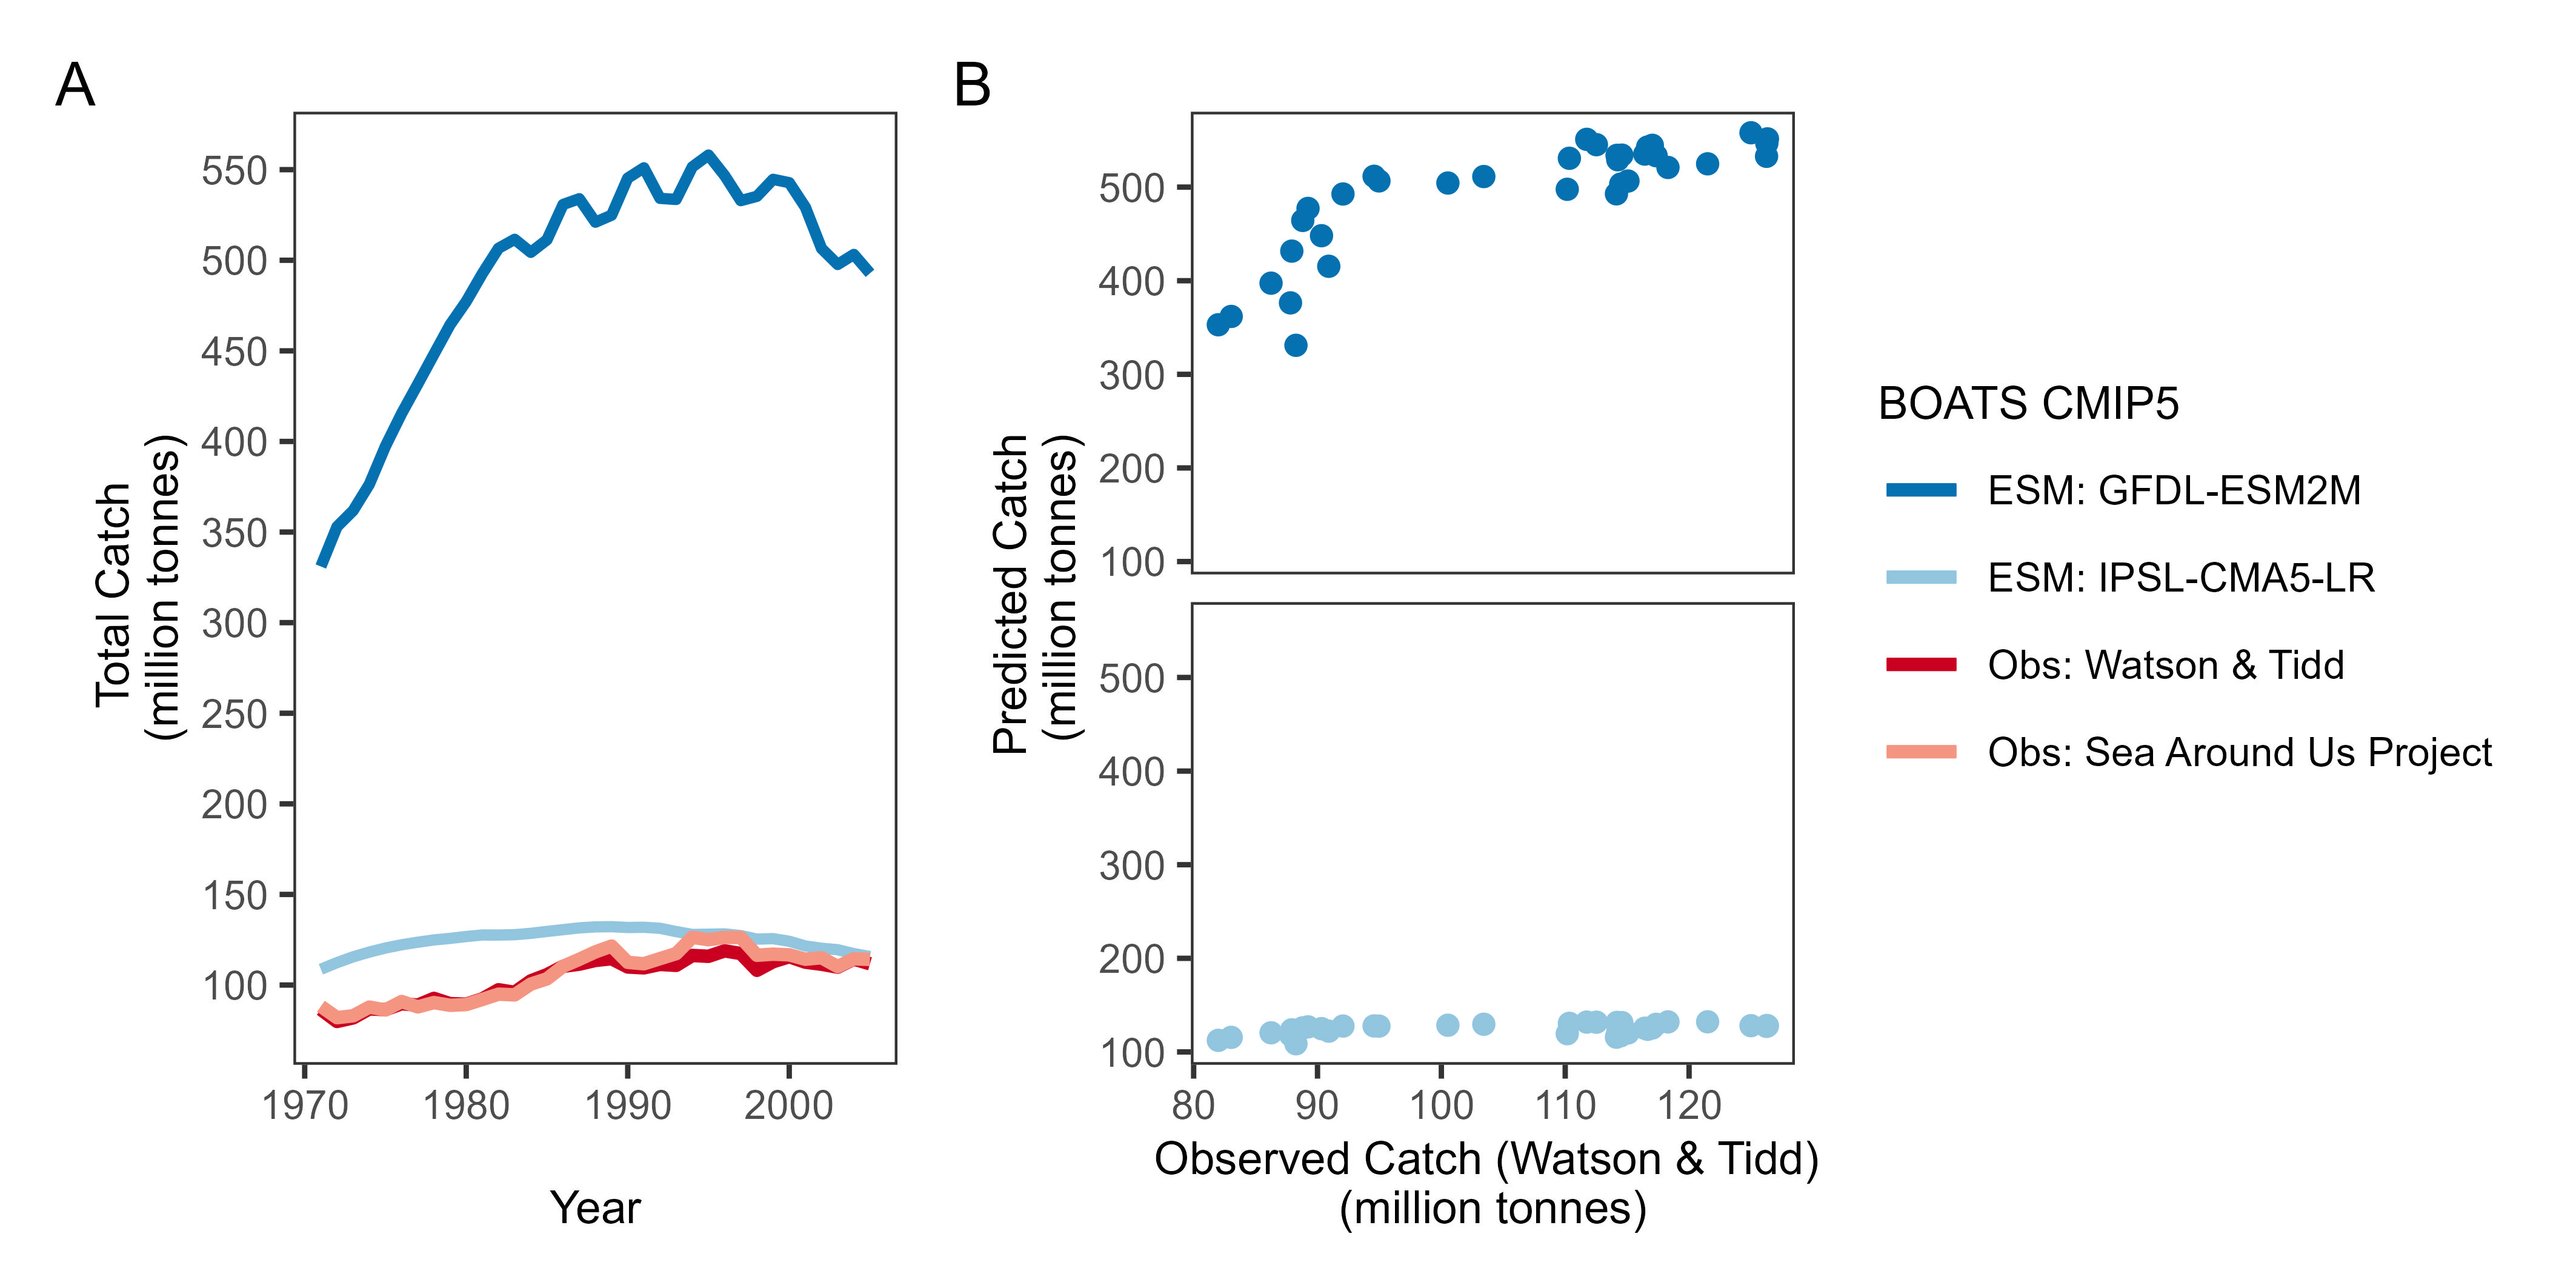 A
B
Total Catch
(million tonnes)
550
500
450
400
350
300
250
200
150
100
1970 1980 1990 2000
Year
Predicted Catch
(million tonnes)
500
400
300
200
100
500
400
300
200
100
80 90 100 110 120
Observed Catch (Watson & Tidd)
(million tonnes)
BOATS CMIP5
ESM: GFDL-ESM2M
ESM: IPSL-CMA5-LR
Obs: Watson & Tidd
Obs: Sea Around Us Project